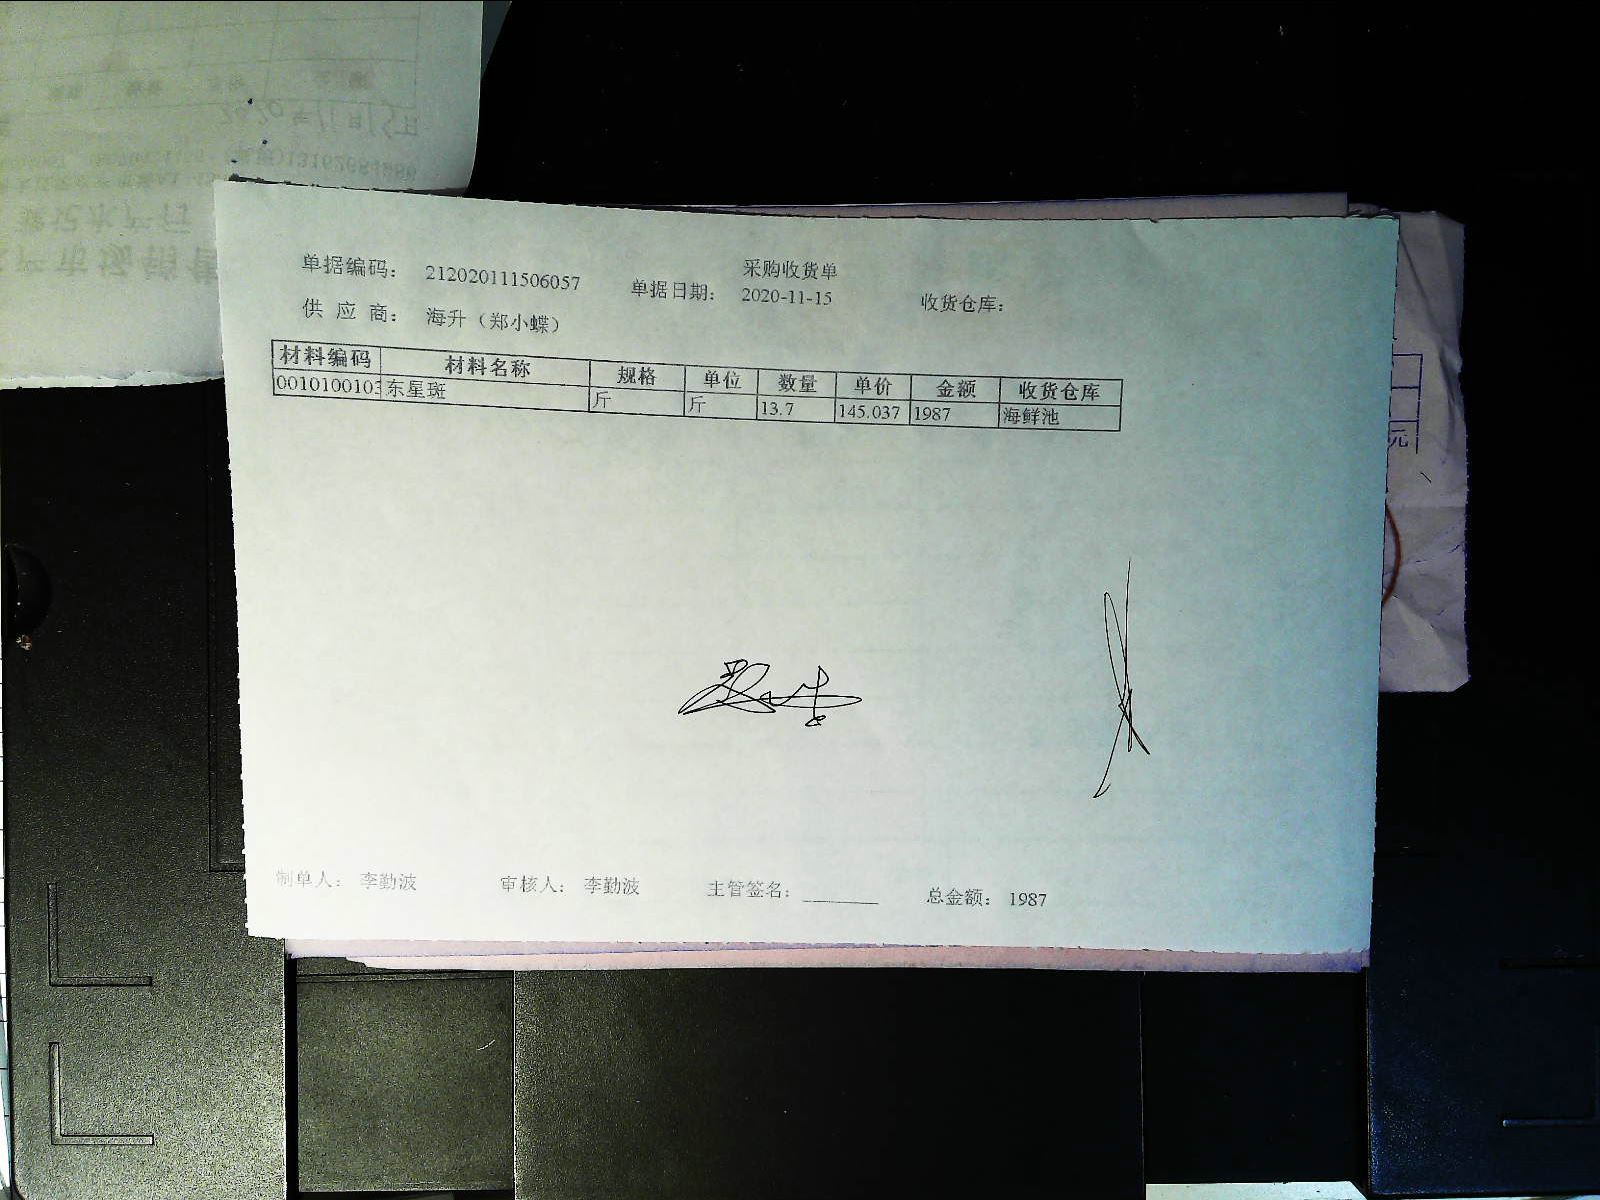 采购收货单
单据编码: 212020111506057 单据日期: 2020-11-15 收货仓库:
供 应 商: 海升（郑小蝶）
材料编码 材料名称 规格 单位 数量 单价 金额 收货仓库
0010100103 东星斑 斤 斤 13.7 145.037 1987 海鲜池
制单人: 李勤波 审核人: 李勤波 主管签名: 总金额: 1987
元